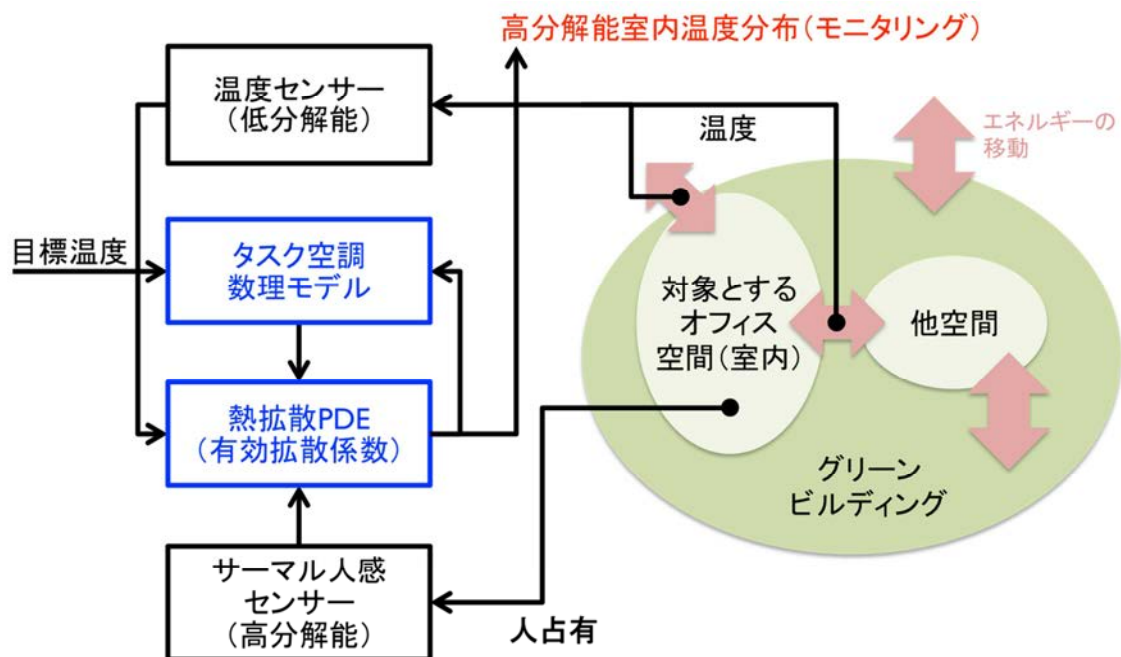 高分解能室内温度分布(モニタリング)
温度センサー
(低分解能)
温度
エネルギーの
移動
目標温度
タスク空調
数理モデル
対象とする
オフィス
空間(室内)
他空間
熱拡散PDE
(有効拡散係数)
グリーン
ビルディング
サーマル人感
センサー
(高分解能)
人占有